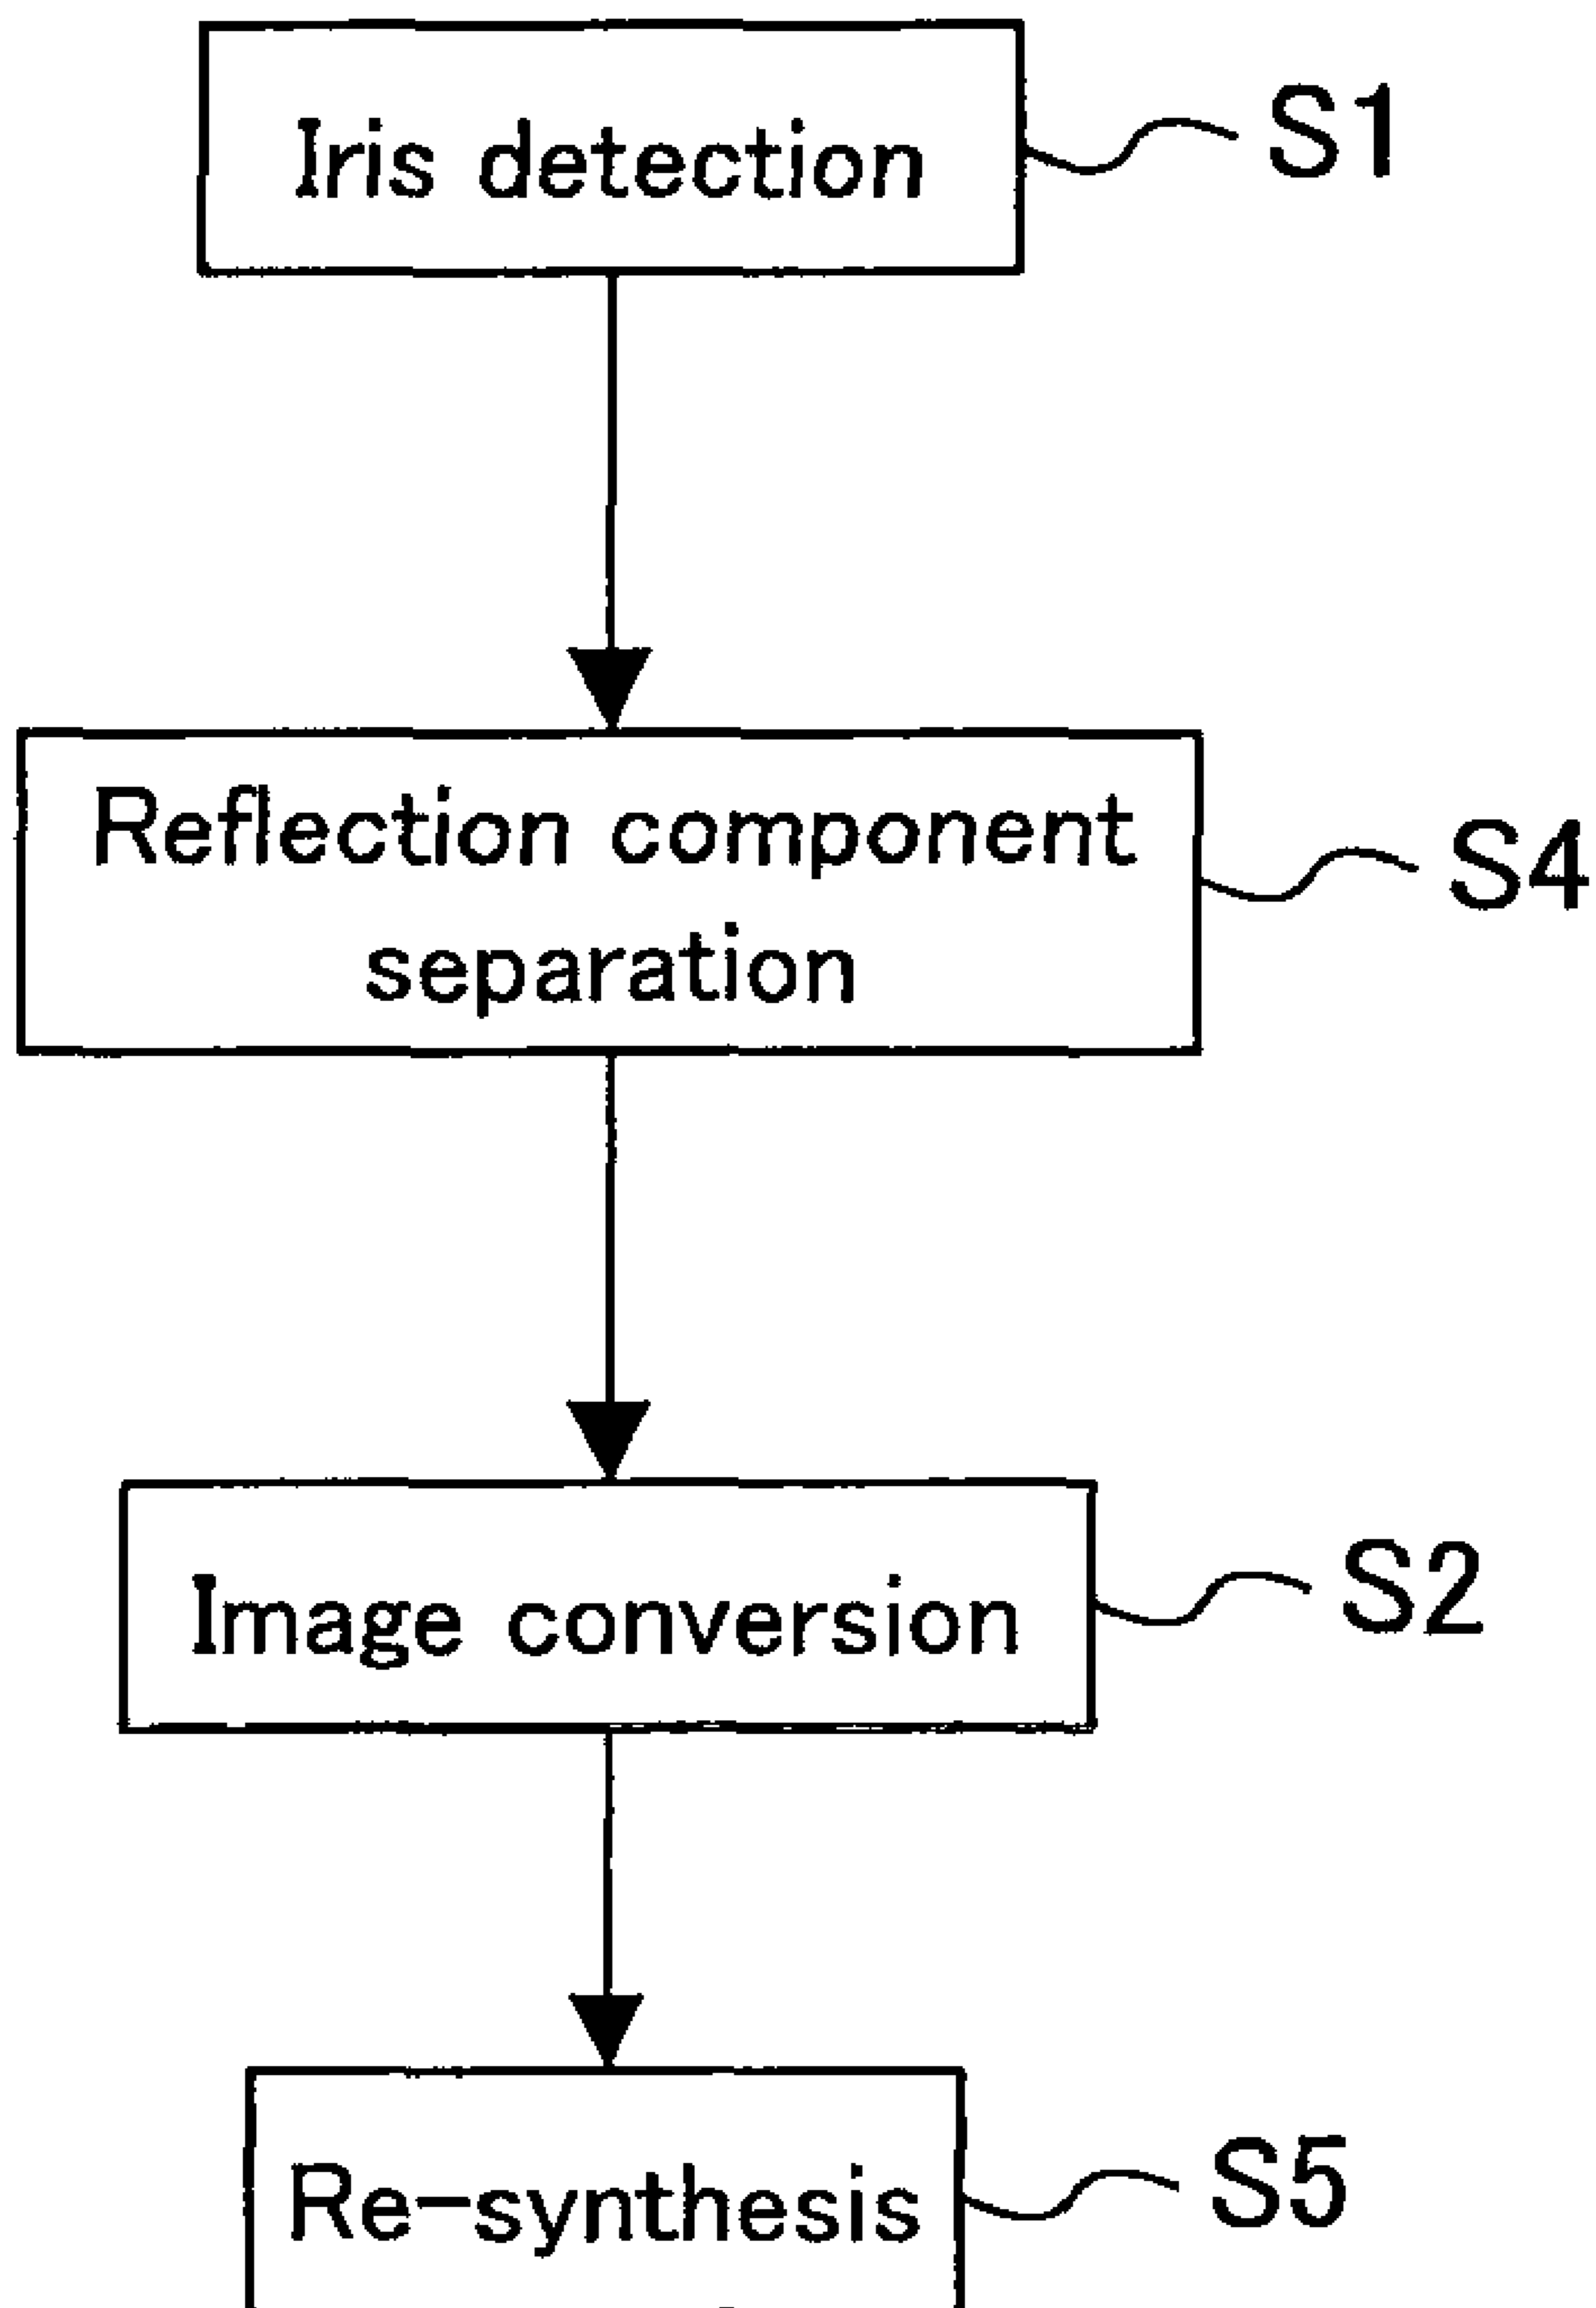 Iris detection
S1
Reflection component
separation
S4
Image conversion
S2
Re-synthesis
S5